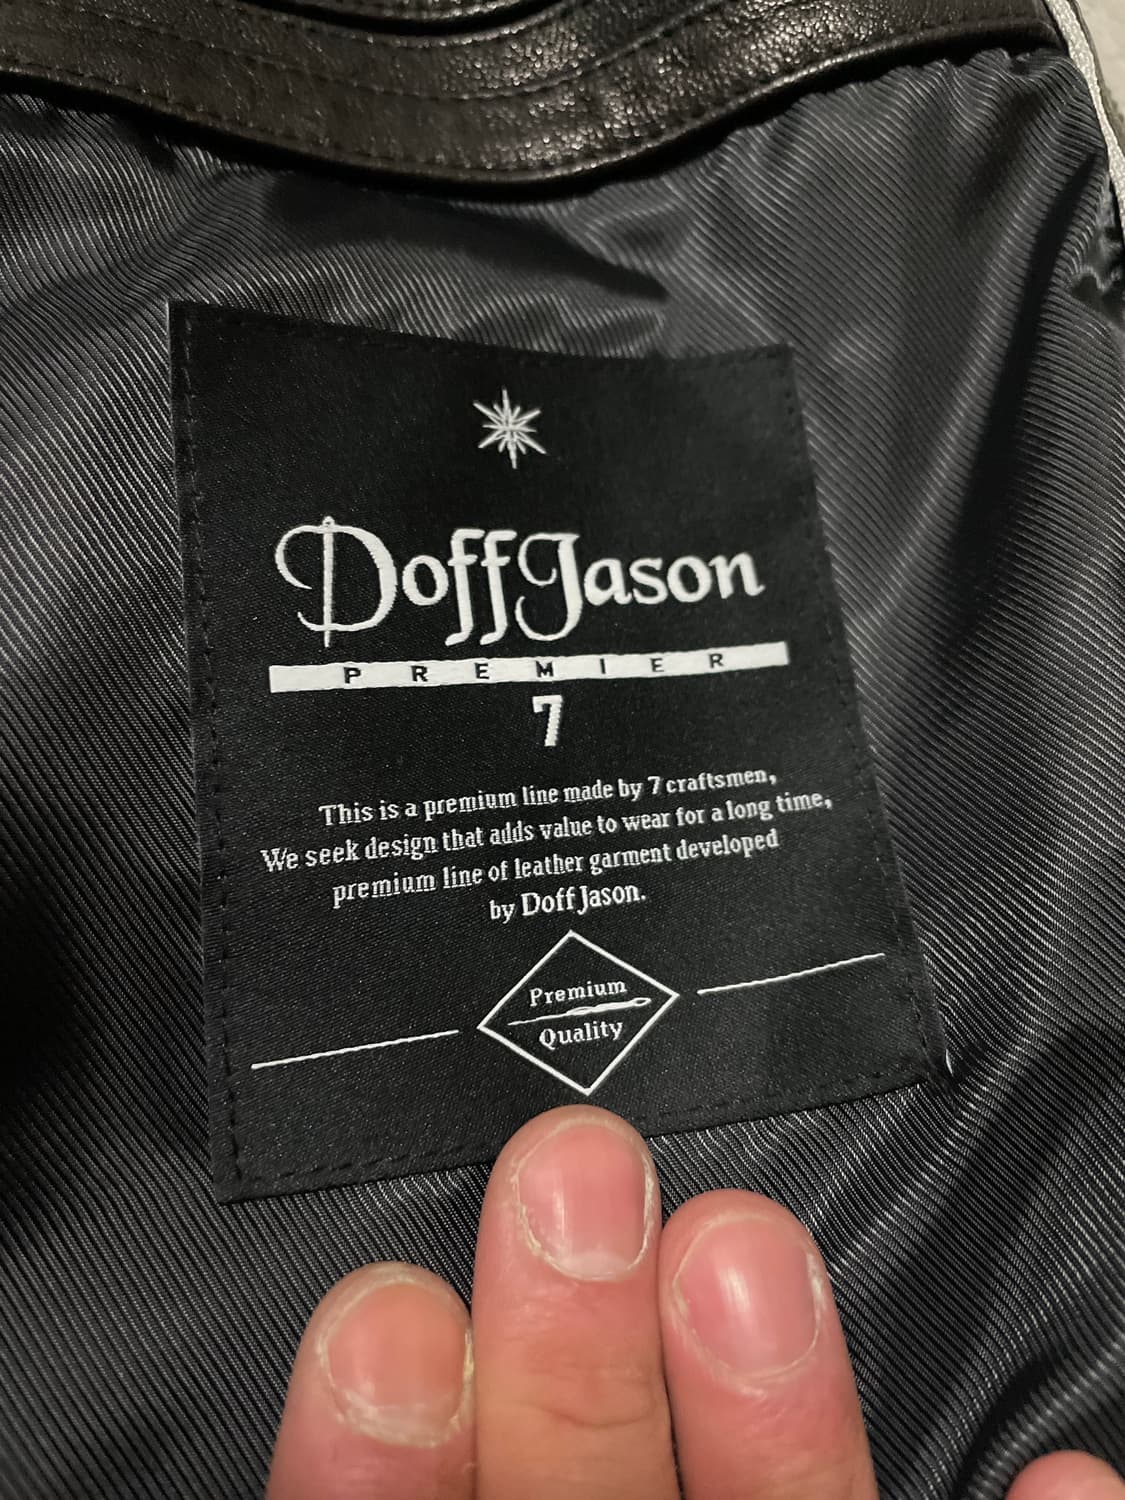 DoffJason
PREMIER
7
This is a premium line made by 7 craftsmen,
We seek design that adds value to wear for a long time,
premium line of leather garment developed
by Doff Jason.
Premium
Quality